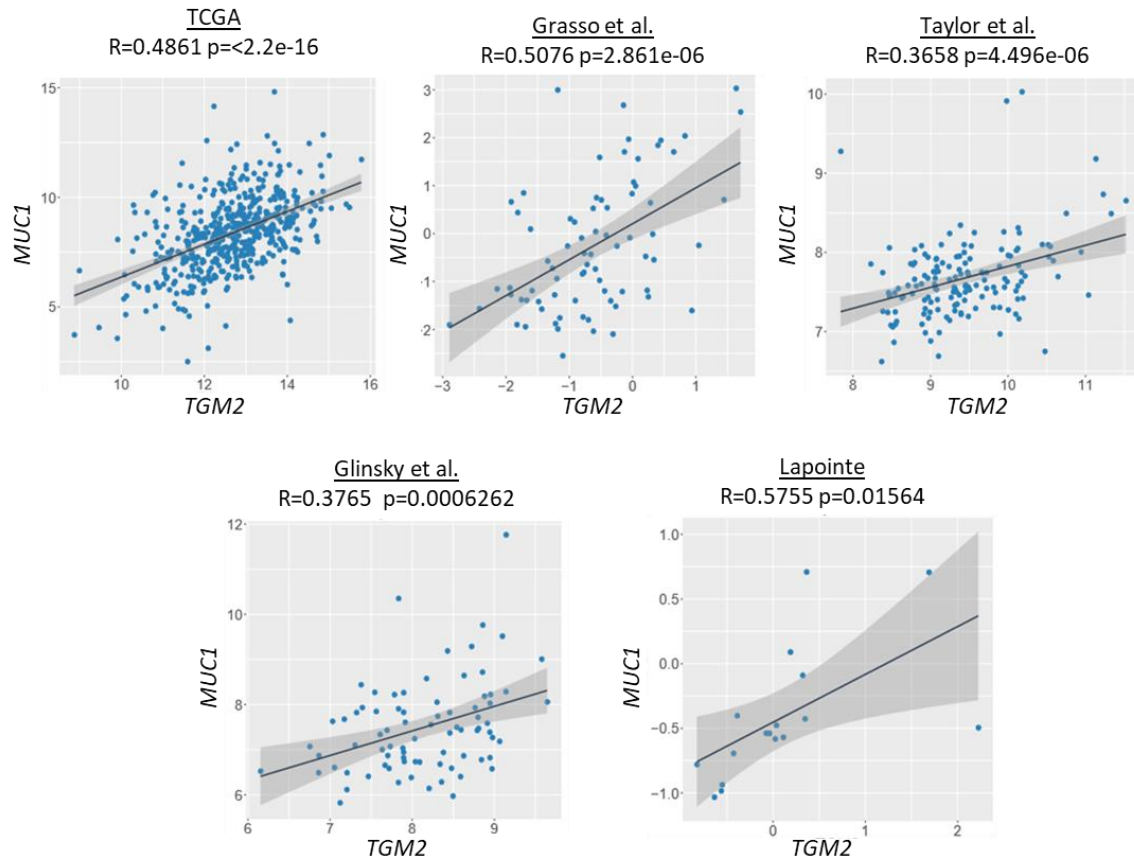 TCGA
R=0.4861 p=<2.2e-16
15
10
5
MUC1
10
12
14
16
TGM2
Grasso et al.
R=0.5076 p=2.861e-06
3
2
1
0
-1
-2
MUC1
−3
−2
−1
0
1
TGM2
Taylor et al.
R=0.3658 p=4.496e-06
10
9
8
7
MUC1
8
9
10
11
TGM2
Glinsky et al.
R=0.3765 p=0.0006262
12
10
8
6
MUC1
6
7
8
9
TGM2
Lapointe
R=0.5755 p=0.01564
1.0
0.5
0.0
−0.5
−1.0
MUC1
0
1
2
TGM2